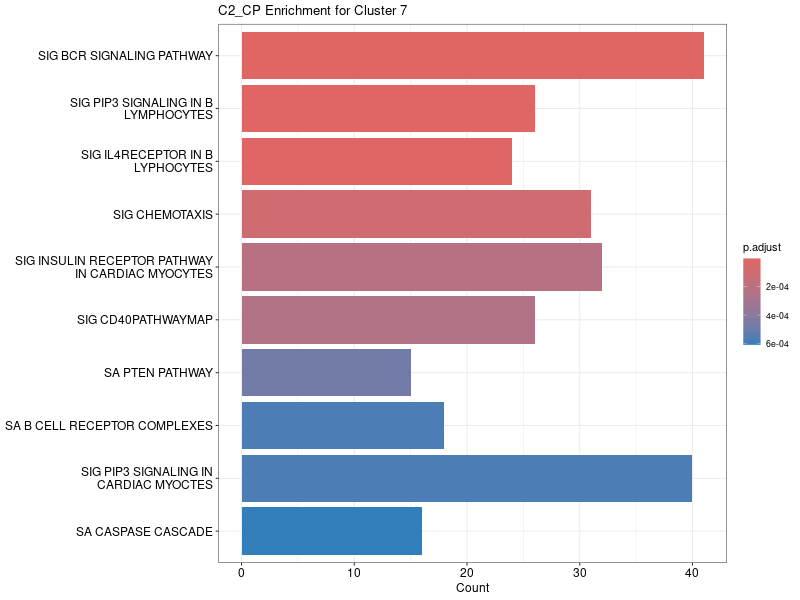 C2_CP Enrichment for Cluster 7
SIG BCR SIGNALING PATHWAY
SIG PIP3 SIGNALING IN B
LYMPHOCYTES
SIG IL4RECEPTOR IN B
LYPHOCYTES
SIG CHEMOTAXIS
SIG INSULIN RECEPTOR PATHWAY
IN CARDIAC MYOCYTES
SIG CD40PATHWAYMAP
SA PTEN PATHWAY
SA B CELL RECEPTOR COMPLEXES
SIG PIP3 SIGNALING IN
CARDIAC MYOCTES
SA CASPASE CASCADE
0 10 20 30 40
Count
p.adjust
2e-04
4e-04
6e-04